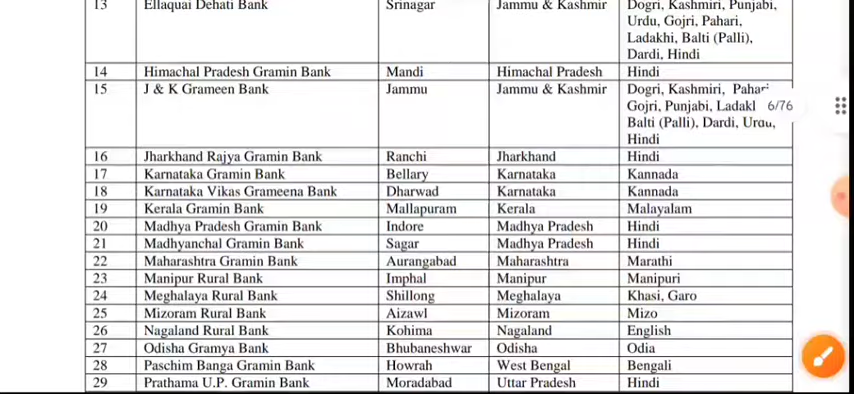 13 Ellaquai Dehati Bank Srinagar Jammu & Kashmir Dogri, Kashmiri, Punjabi,
Urdu, Gojri, Pahari,
Ladakhi, Balti (Palli),
Dardi, Hindi
14 Himachal Pradesh Gramin Bank Mandi Himachal Pradesh Hindi
15 J & K Grameen Bank Jammu Jammu & Kashmir Dogri, Kashmiri,
Gojri, Punjabi, 6/76
Balti (Palli), Dardi, Urdu,
Hindi
16 Jharkhand Rajya Gramin Bank Ranchi Jharkhand Hindi
17 Karnataka Gramin Bank Bellary Karnataka Kannada
18 Karnataka Vikas Grameena Bank Dharwad Karnataka Kannada
19 Kerala Gramin Bank Mallapuram Kerala Malayalam
20 Madhya Pradesh Gramin Bank Indore Madhya Pradesh Hindi
21 Madhyanchal Gramin Bank Sagar Madhya Pradesh Hindi
22 Maharashtra Gramin Bank Aurangabad Maharashtra Marathi
23 Manipur Rural Bank Imphal Manipur Manipuri
24 Meghalaya Rural Bank Shillong Meghalaya Khasi, Garo
25 Mizoram Rural Bank Aizawl Mizoram Mizo
26 Nagaland Rural Bank Kohima Nagaland English
27 Odisha Gramya Bank Bhubaneshwar Odisha Odia
28 Paschim Banga Gramin Bank Howrah West Bengal Bengali
29 Prathama U.P. Gramin Bank Moradabad Uttar Pradesh Hindi